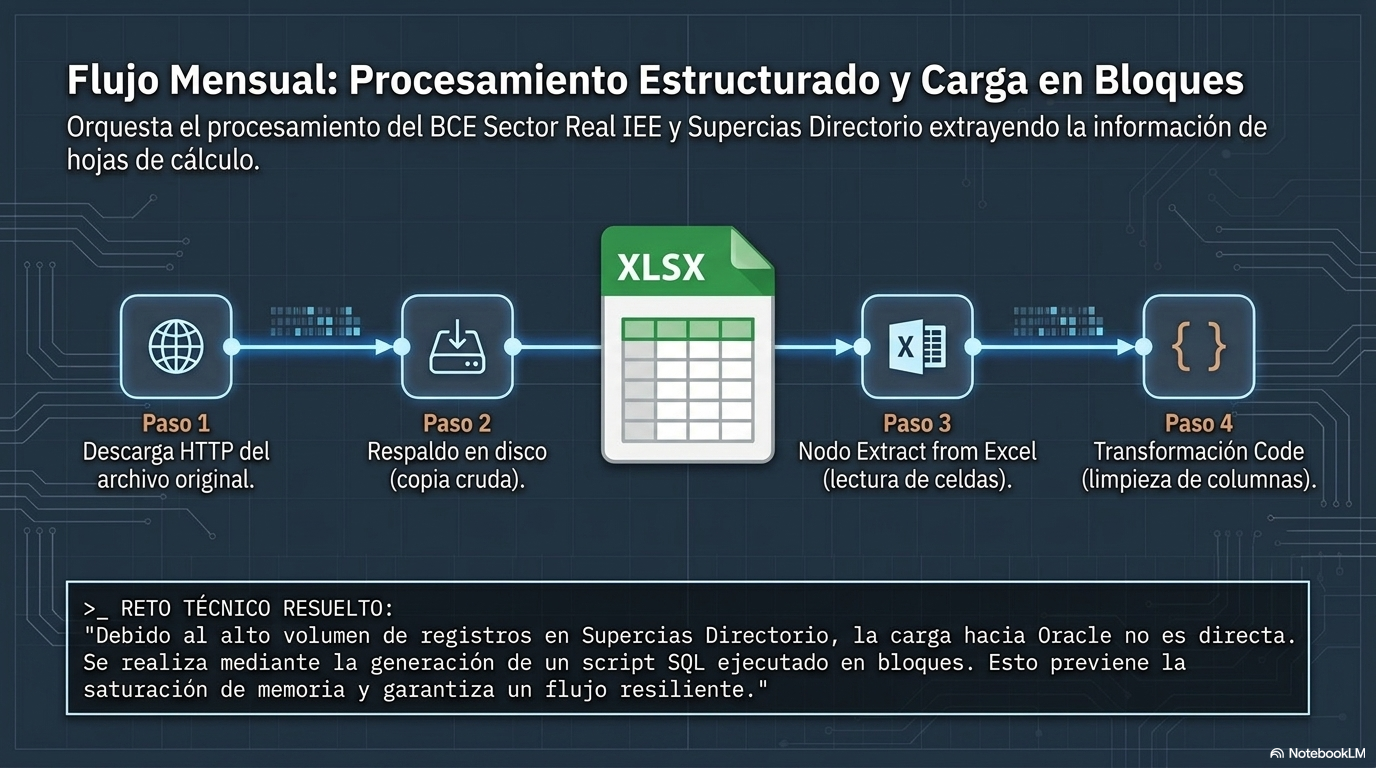 Flujo Mensual: Procesamiento Estructurado y Carga en Bloques
Orquesta el procesamiento del BCE Sector Real IEE y Supercias Directorio extrayendo la información de
hojas de cálculo.
XLSX
X
{ }
Paso 1
Descarga HTTP del
archivo original.
Paso 2
Respaldo en disco
(copia cruda).
Paso 3
Nodo Extract from Excel
(lectura de celdas).
Paso 4
Transformación Code
(limpieza de columnas).
>_ RETO TÉCNICO RESUELTO:
"Debido al alto volumen de registros en Supercias Directorio, la carga hacia Oracle no es directa.
Se realiza mediante la generación de un script SQL ejecutado en bloques. Esto previene la
saturación de memoria y garantiza un flujo resiliente."
NotebookLM